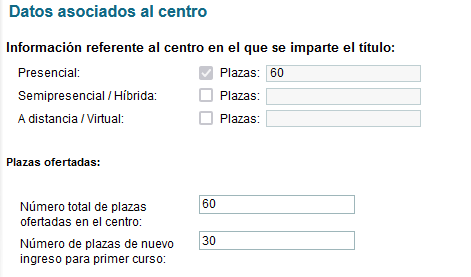 Datos asociados al centro
Información referente al centro en el que se imparte el título:
Presencial: Plazas: 60
Semipresencial / Híbrida: Plazas:
A distancia / Virtual: Plazas:
Plazas ofertadas:
Número total de plazas
ofertadas en el centro: 60
Número de plazas de nuevo
ingreso para primer curso: 30